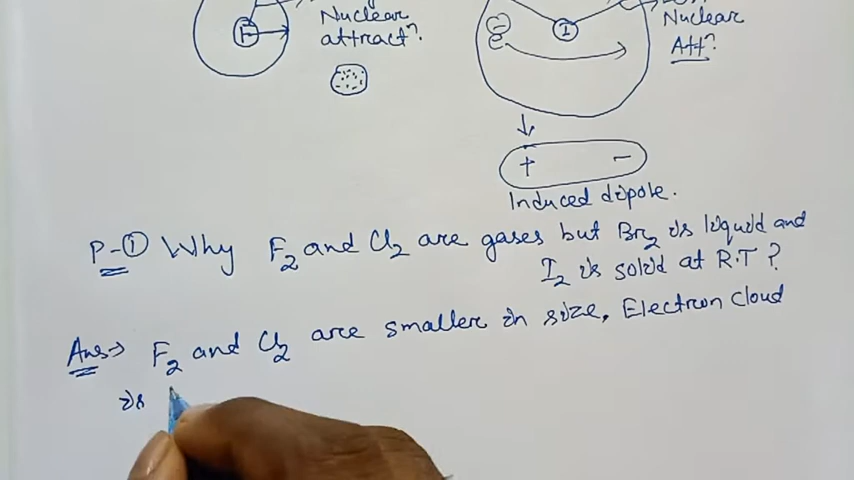 Nuclear
attract?
F
Nuclear
Att?
I
e
+ −
Induced dipole.
P-① Why F₂ and Cl₂ are gases but Br₂ is liquid and
I₂ is solid at R.T ?
Ans→ F₂ and Cl₂ are smaller in size, Electron cloud
is